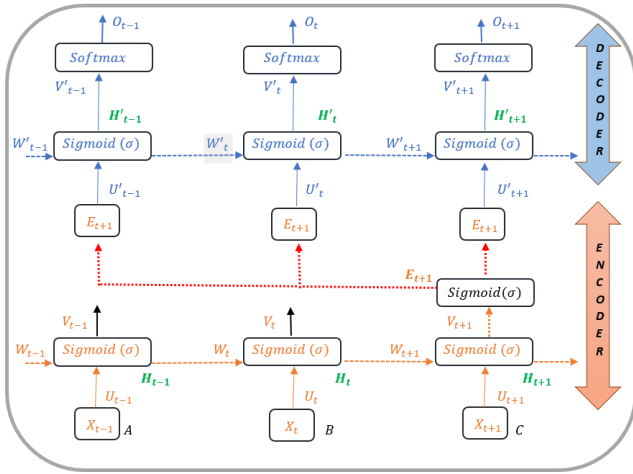 O_{t-1} O_t O_{t+1}
Softmax Softmax Softmax
V'_{t-1} V'_t V'_{t+1}
H'_{t-1} H'_t H'_{t+1}
W'_{t-1} Sigmoid (σ) W'_t Sigmoid (σ) W'_{t+1} Sigmoid (σ)
U'_{t-1} U'_t U'_{t+1}
E_{t+1} E_{t+1} E_{t+1}
E_{t+1}
Sigmoid(σ)
V_{t-1} V_t V_{t+1}
W_{t-1} Sigmoid (σ) W_t Sigmoid (σ) W_{t+1} Sigmoid (σ)
H_{t-1} H_t H_{t+1}
U_{t-1} U_t U_{t+1}
X_{t-1} A X_t B X_{t+1} C
DECODER
ENCODER